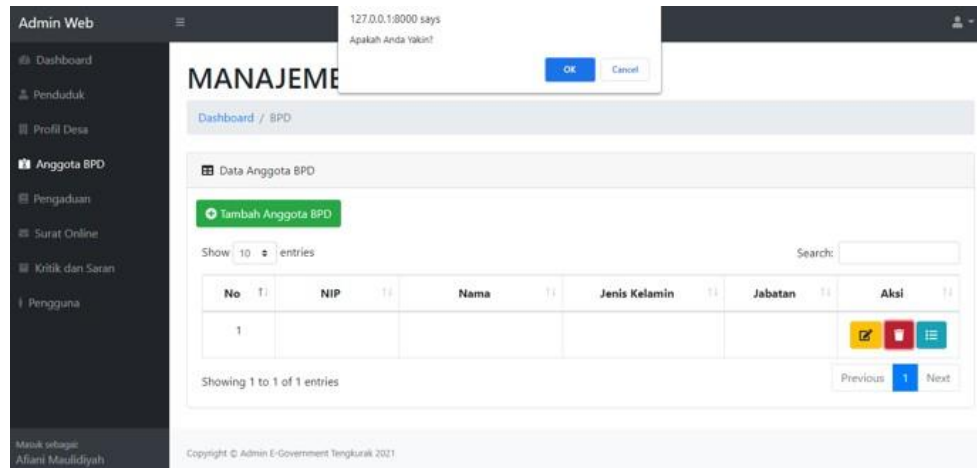 Admin Web
127.0.0.1:8000 says
Apakah Anda Yakin?
OK Cancel
Dashboard
Penduduk
Profil Desa
Anggota BPD
Pengaduan
Surat Online
Kritik dan Saran
Pengguna
Masuk sebagai:
Afiani Maulidiyah
MANAJEME
Dashboard / BPD
Data Anggota BPD
Tambah Anggota BPD
Show 10 entries Search:
No NIP Nama Jenis Kelamin Jabatan Aksi
1
Showing 1 to 1 of 1 entries Previous 1 Next
Copyright © Admin E-Government Tengkurak 2021